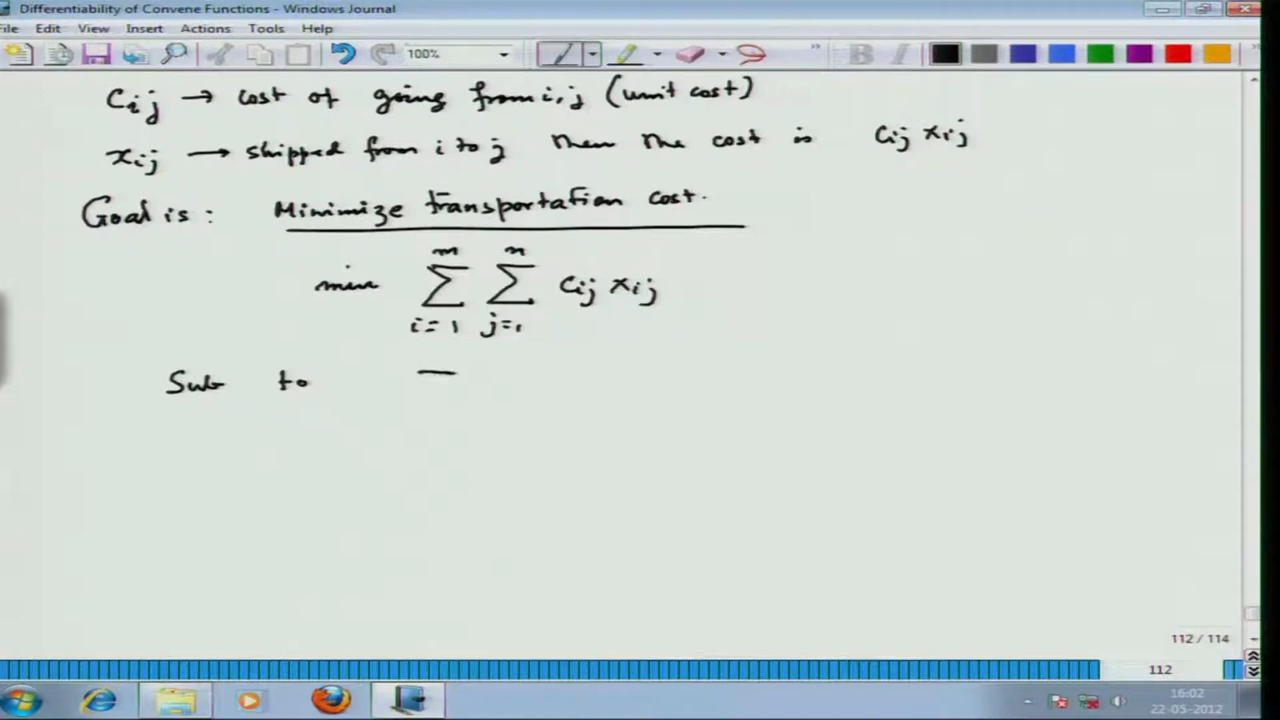 Differentiability of Convene Functions - Windows Journal
File Edit View Insert Actions Tools Help
100%
Cij → cost of going from i, j (unit cost)
xij → shipped from i to j then the cost is cij xij
Goal is: Minimize transportation cost.
m n
min ∑ ∑ cij xij
i=1 j=1
Sub to —
112 / 114
112
16:02
22-05-2012